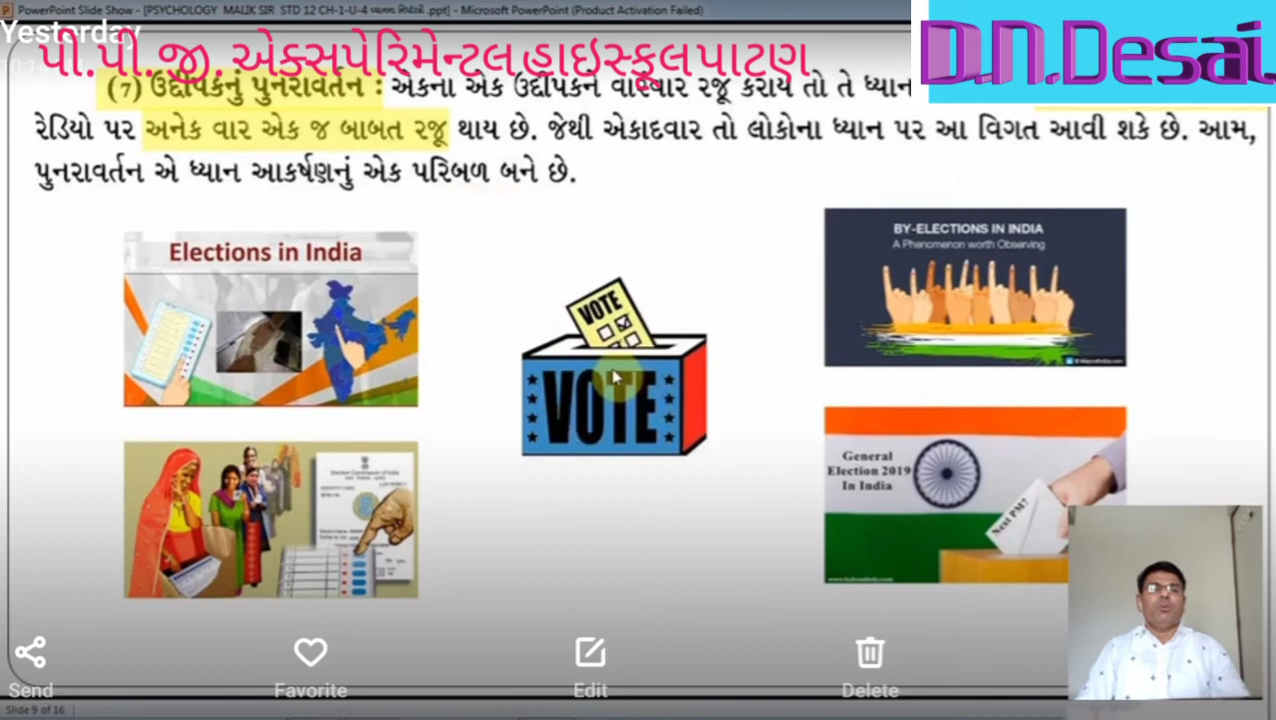 PowerPoint Slide Show - [PSYCHOLOGY MALIK SIR STD 12 CH-1-U-4 .ppt] - Microsoft PowerPoint (Product Activation Failed)
Yesterday
D.N.Desai
પી.પી.જી. એક્સપેરિમેન્ટલ હાઇસ્કૂલ પાટણ
(7) ઉદ્દીપકનું પુનરાવર્તન : એકના એક ઉદ્દીપકને વારંવાર રજૂ કરાય તો તે ધ્યાન
રેડિયો પર અનેક વાર એક જ બાબત રજૂ થાય છે. જેથી એકાદવાર તો લોકોના ધ્યાન પર આ વિગત આવી શકે છે. આમ,
પુનરાવર્તન એ ધ્યાન આકર્ષણનું એક પરિબળ બને છે.
Elections in India
BY-ELECTIONS IN INDIA
A Phenomenon worth Observing
VOTE
VOTE
General
Election 2019
In India
Next PM?
Election Commission of India
Send
Favorite
Edit
Delete
Slide 9 of 16